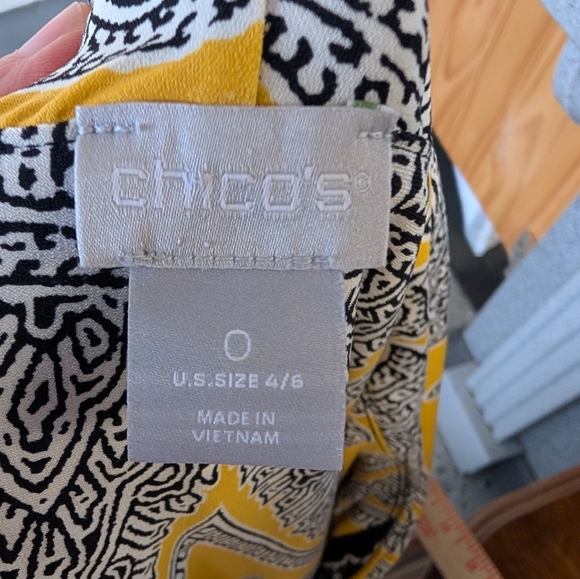 chico's©
0
U.S. SIZE 4/6
MADE IN
VIETNAM